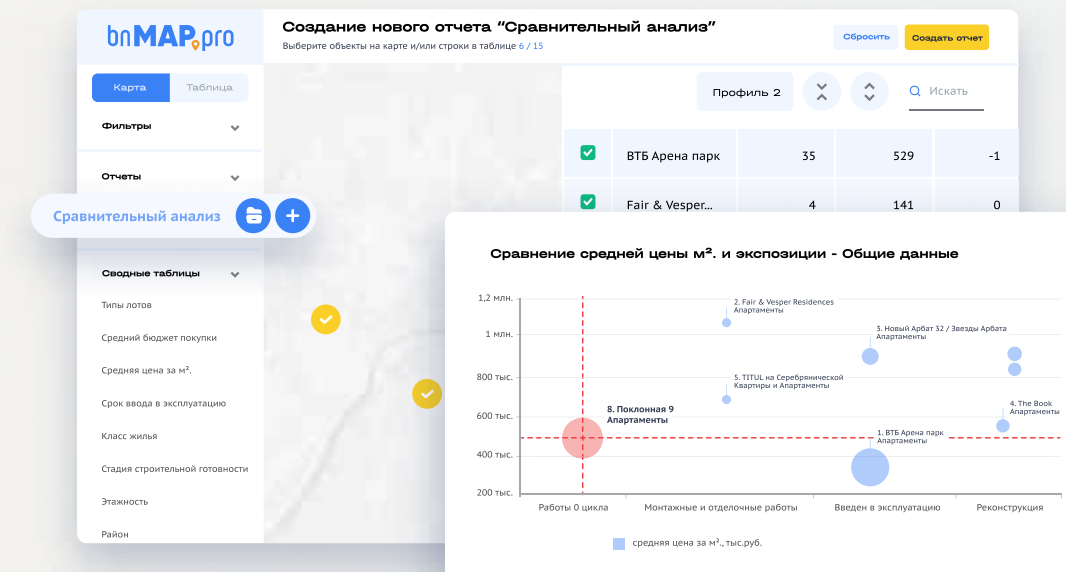 bnMAP.pro
Создание нового отчета “Сравнительный анализ”
Выберите объекты на карте и/или строки в таблице 6 / 15
Сбросить
Создать отчет
Карта
Таблица
Фильтры
Отчеты
Сравнительный анализ
Сводные таблицы
Типы лотов
Средний бюджет покупки
Средняя цена за м².
Срок ввода в эксплуатацию
Класс жилья
Стадия строительной готовности
Этажность
Район
Профиль 2
Искать
ВТБ Арена парк 35 529 -1
Fair & Vesper... 4 141 0
Сравнение средней цены м². и экспозиции - Общие данные
1,2 млн.
1 млн.
800 тыс.
600 тыс.
400 тыс.
200 тыс.
2. Fair & Vesper Residences
Апартаменты
3. Новый Арбат 32 / Звезды Арбата
Апартаменты
5. TITUL на Серебрянической
Квартиры и Апартаменты
8. Поклонная 9
Апартаменты
4. The Book
Апартаменты
1. ВТБ Арена парк
Апартаменты
Работы 0 цикла
Монтажные и отделочные работы
Введен в эксплуатацию
Реконструкция
средняя цена за м²., тыс.руб.